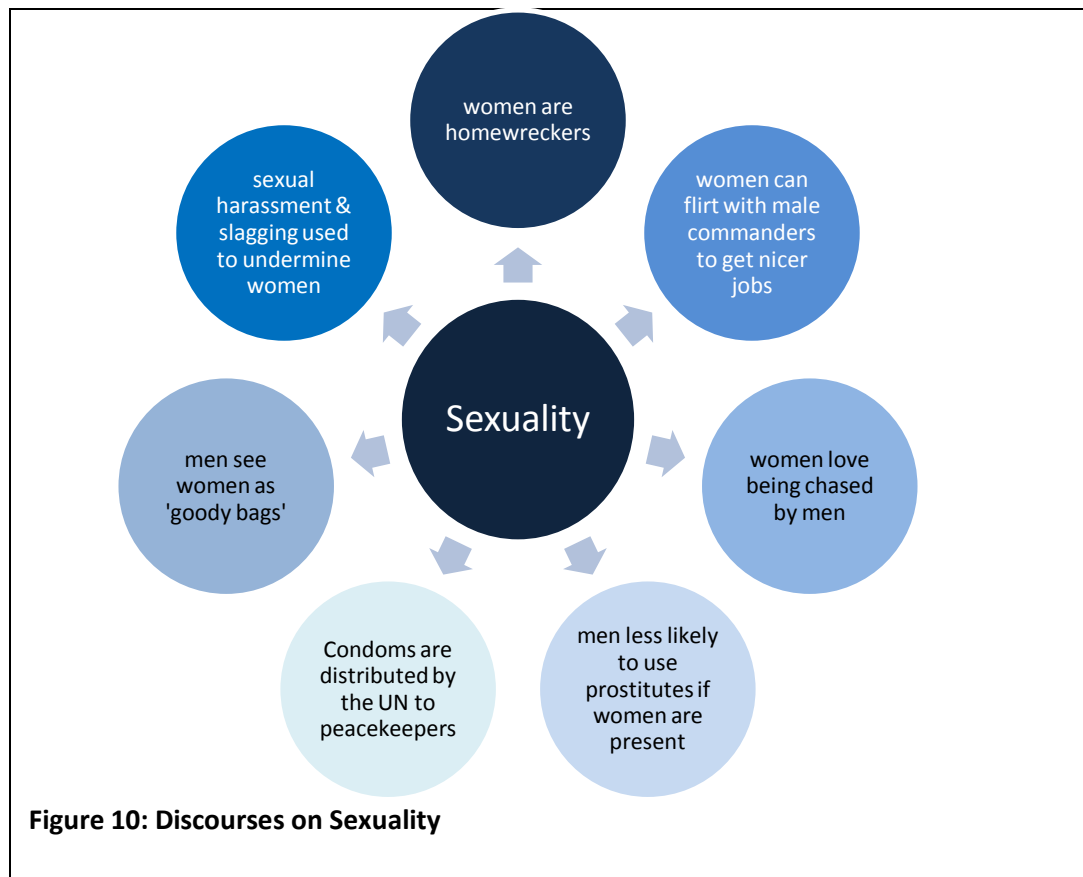 women are
homewreckers
women can
flirt with male
commanders
to get nicer
jobs
women love
being chased
by men
men less likely
to use
prostitutes if
women are
present
Condoms are
distributed by
the UN to
peacekeepers
men see
women as
'goody bags'
sexual
harassment &
slagging used
to undermine
women
Sexuality
Figure 10: Discourses on Sexuality